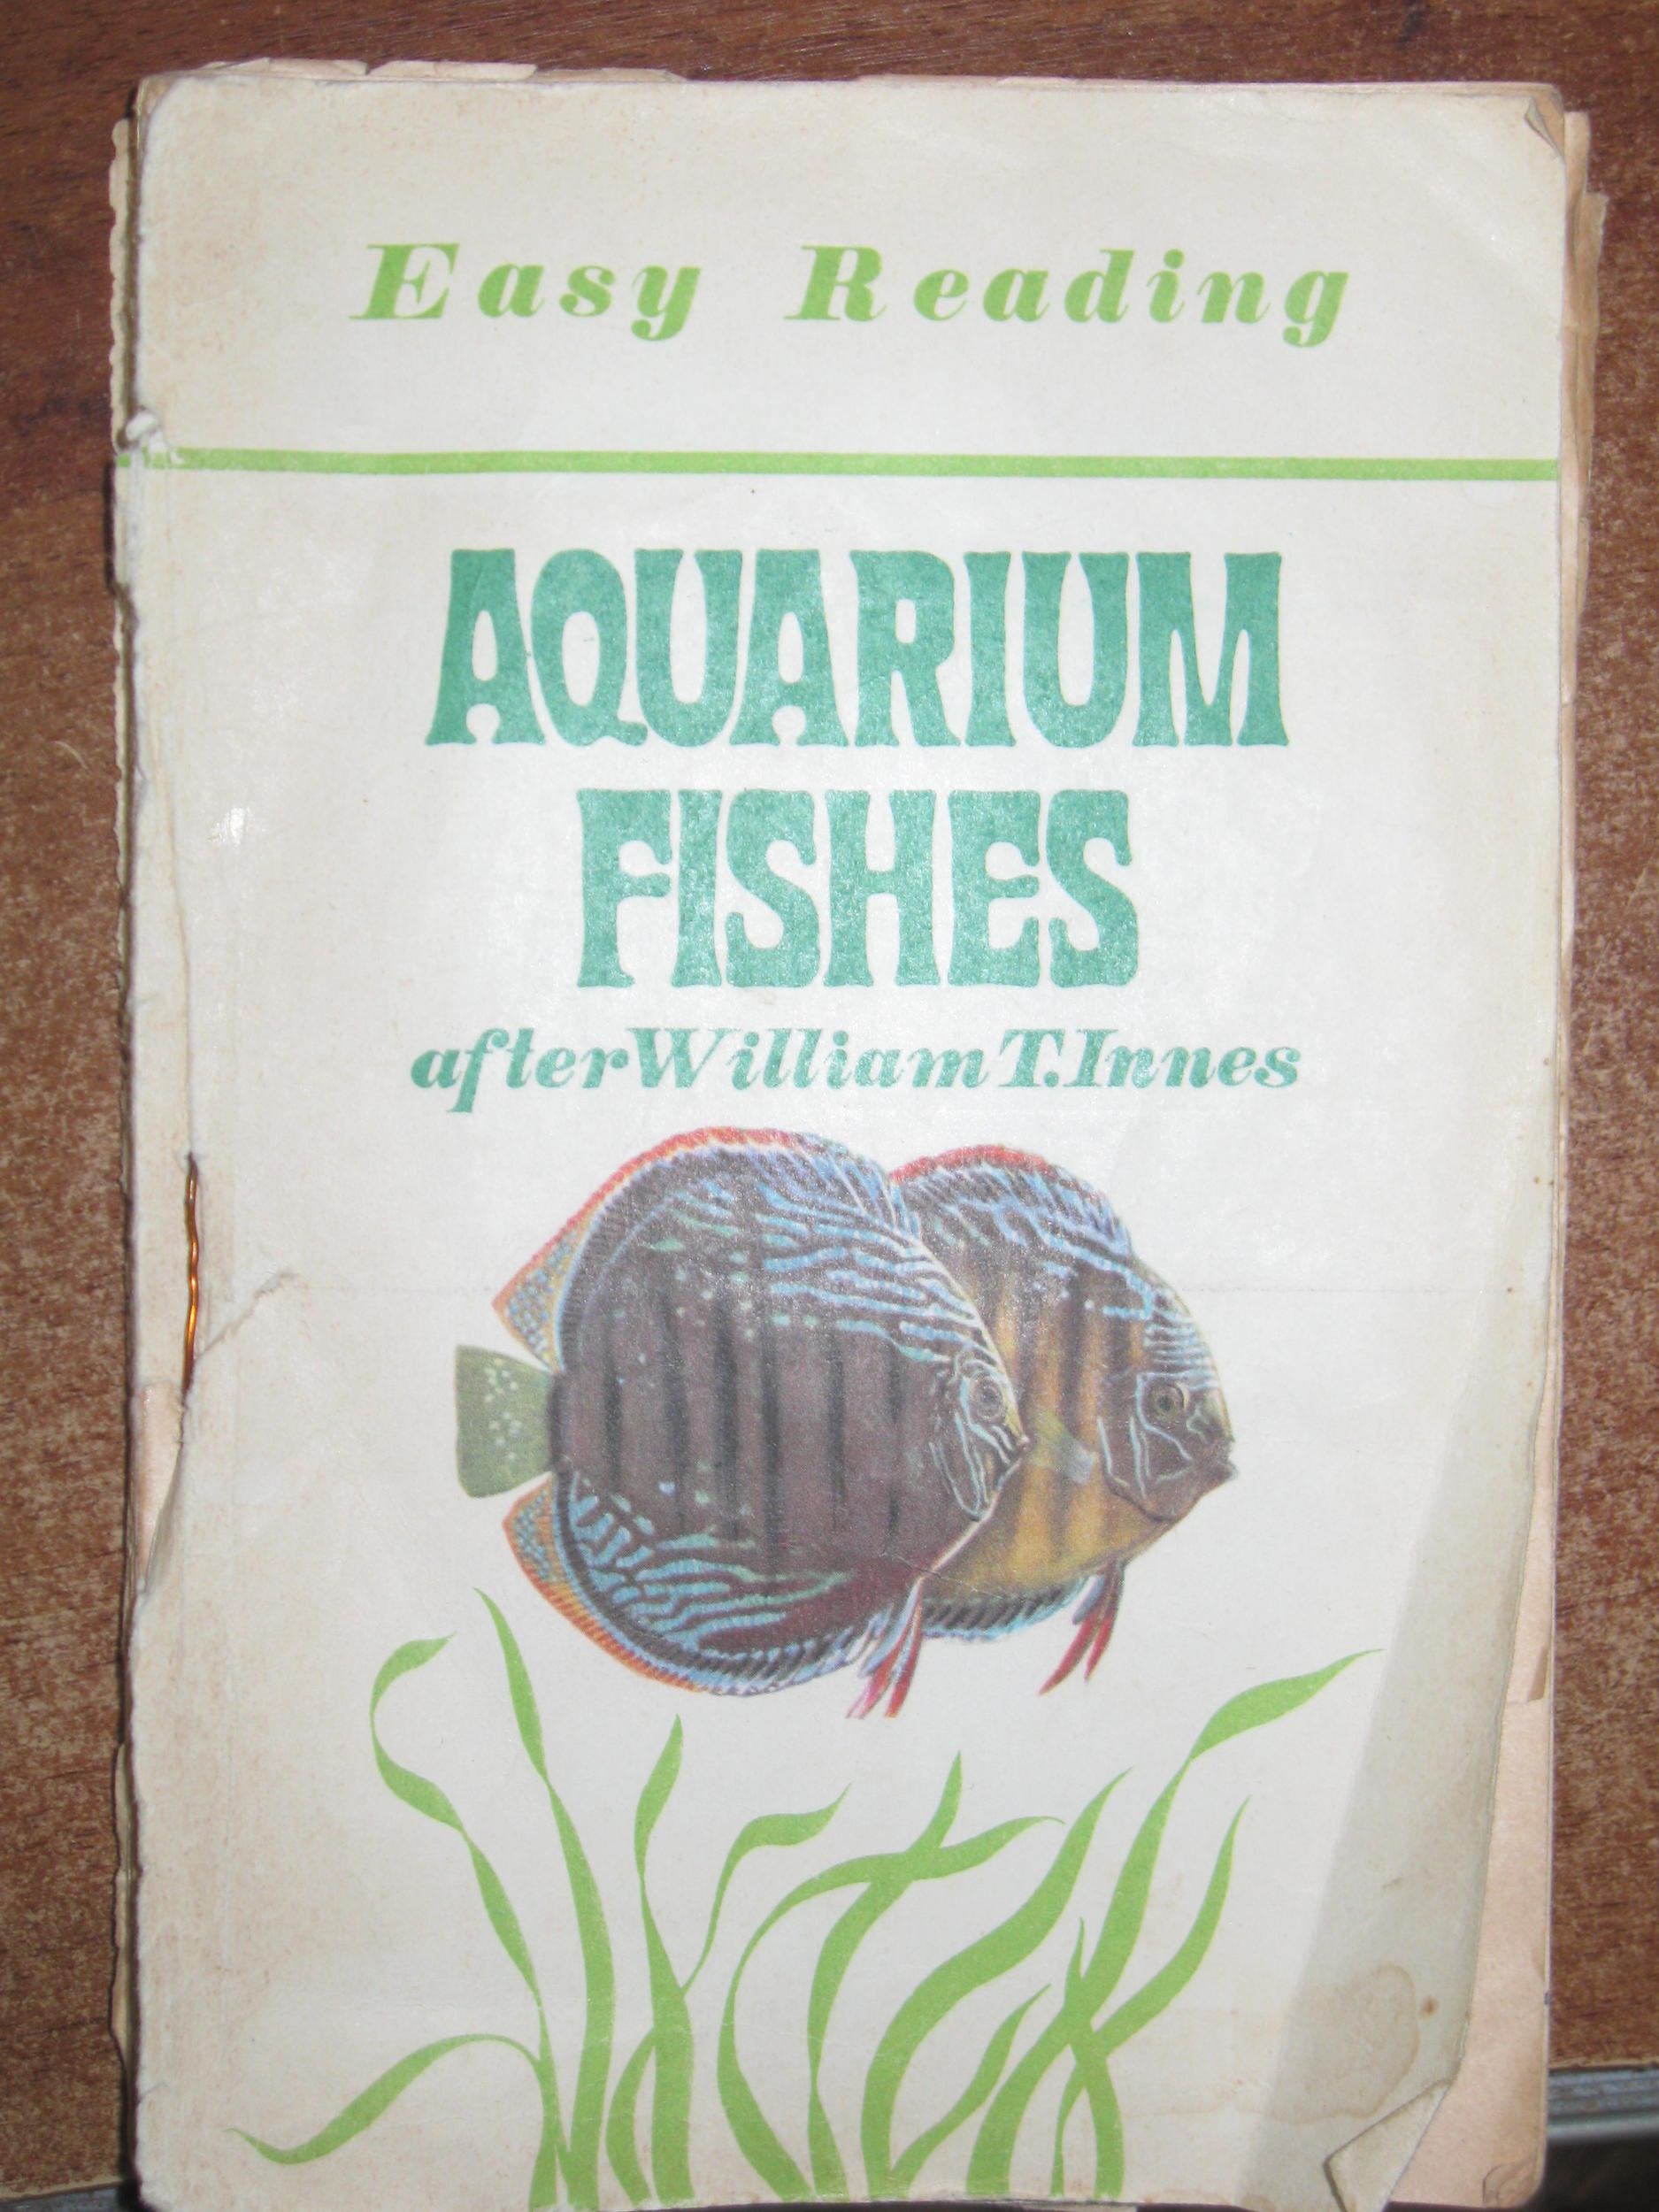 Easy Reading
AQUARIUM
FISHES
after William T. Innes